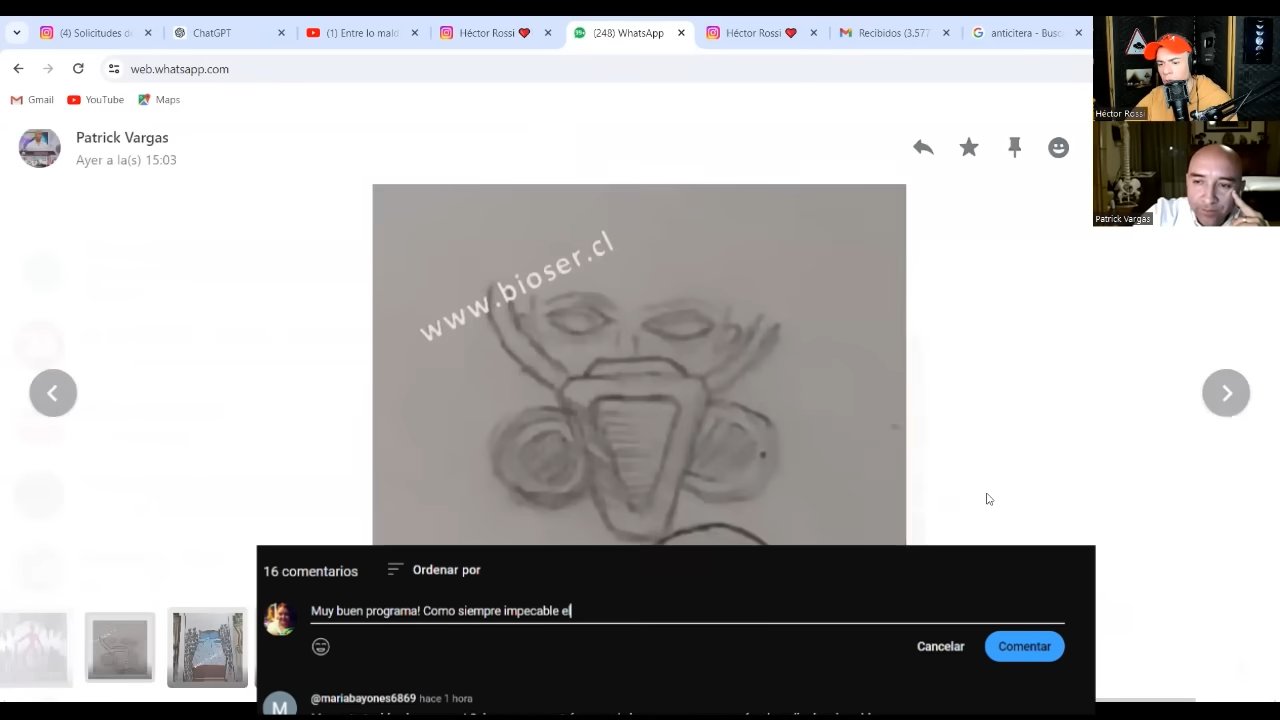 (4) Solicitudes d
ChatGPT
(1) Entre lo malo
Héctor Rossi
(248) WhatsApp
Héctor Rossi
Recibidos (3.577
anticitera - Busc
web.whatsapp.com
Gmail
YouTube
Maps
Héctor Rossi
Patrick Vargas
Patrick Vargas
Ayer a la(s) 15:03
www.bioser.cl
16 comentarios
Ordenar por
Muy buen programa! Como siempre impecable el
Cancelar
Comentar
M
@mariabayones6869 hace 1 hora